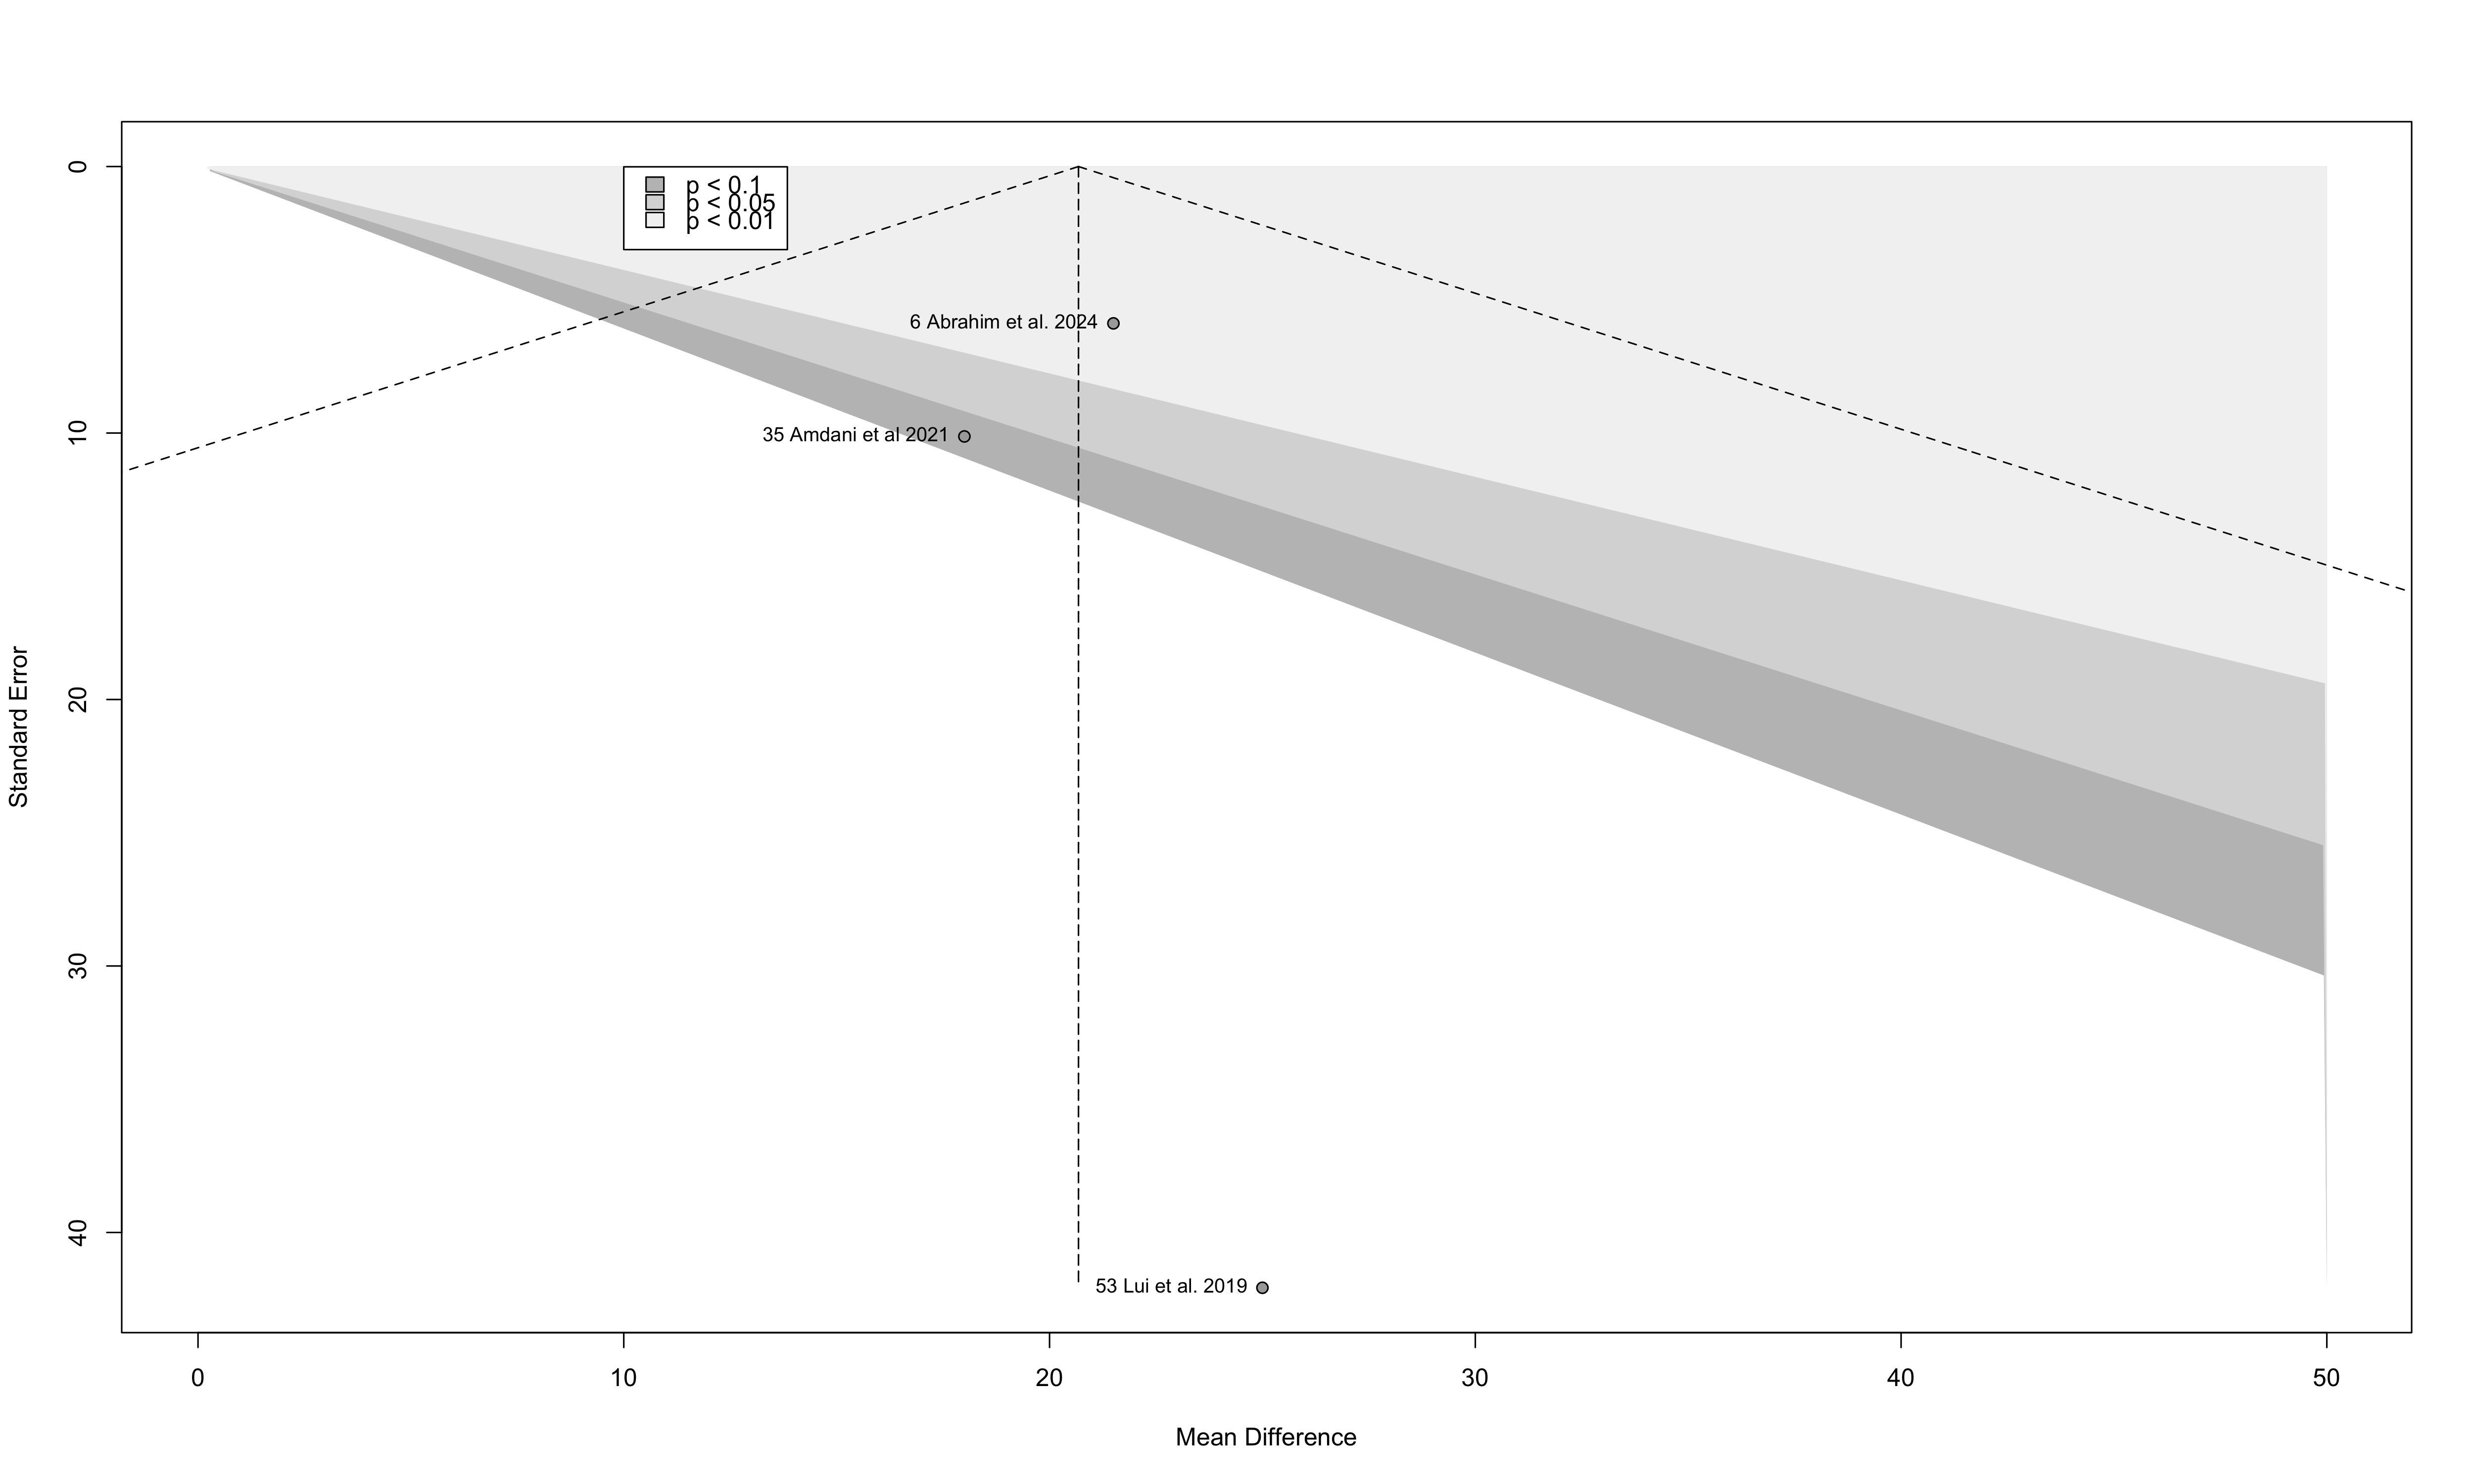 0
10
20
30
40
Standard Error
p < 0.1
p < 0.05
p < 0.01
6 Abrahim et al. 2024
35 Amdani et al 2021
53 Lui et al. 2019
0
10
20
30
40
50
Mean Difference